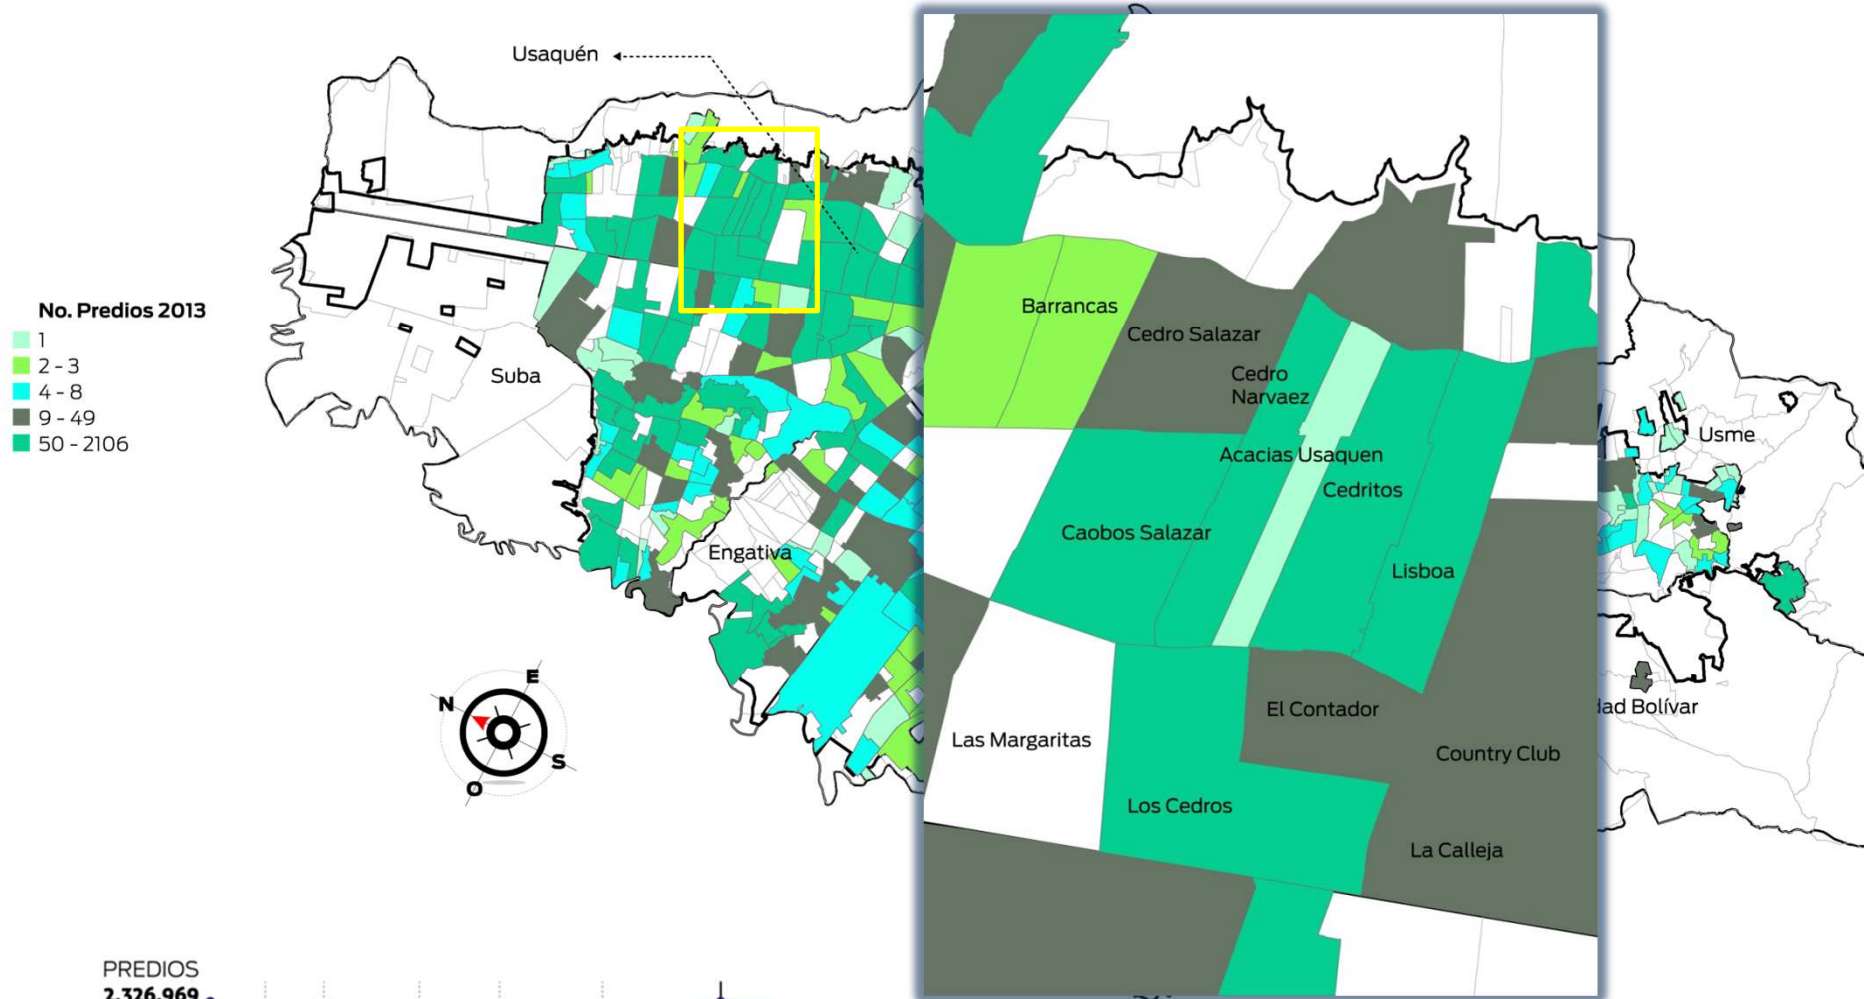 Usaquén
No. Predios 2013
1
2 - 3
4 - 8
9 - 49
50 - 2106
Suba
Engativa
N
E
S
O
Barrancas
Cedro Salazar
Cedro
Narvaez
Acacias Usaquen
Cedritos
Caobos Salazar
Lisboa
El Contador
Las Margaritas
Country Club
Los Cedros
La Calleja
Usme
dad Bolívar
PREDIOS
2.326.969